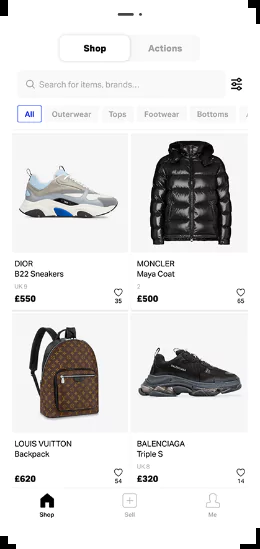 Shop Actions
Search for items, brands...
All Outerwear Tops Footwear Bottoms
DIOR
B22 Sneakers
UK 8
£550
35
MONCLER
Maya Coat
2
£500
65
LOUIS VUITTON
Backpack
£620
54
BALENCIAGA
Triple S
UK 8
£320
14
Shop Sell Me